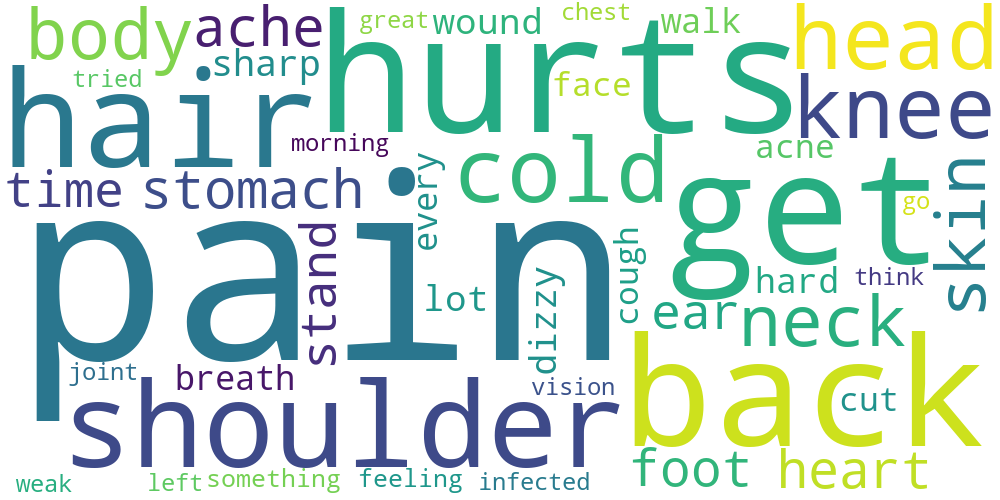 great
chest
body
ache
wound
walk
head
hurts
sharp
tried
face
hair
knee
morning
acne
cold
time
stomach
every
skin
get
go
pain
stand
cough
hard
think
dizzy
lot
ear
neck
joint
breath
vision
back
shoulder
cut
foot
heart
weak
left
something
feeling
infected